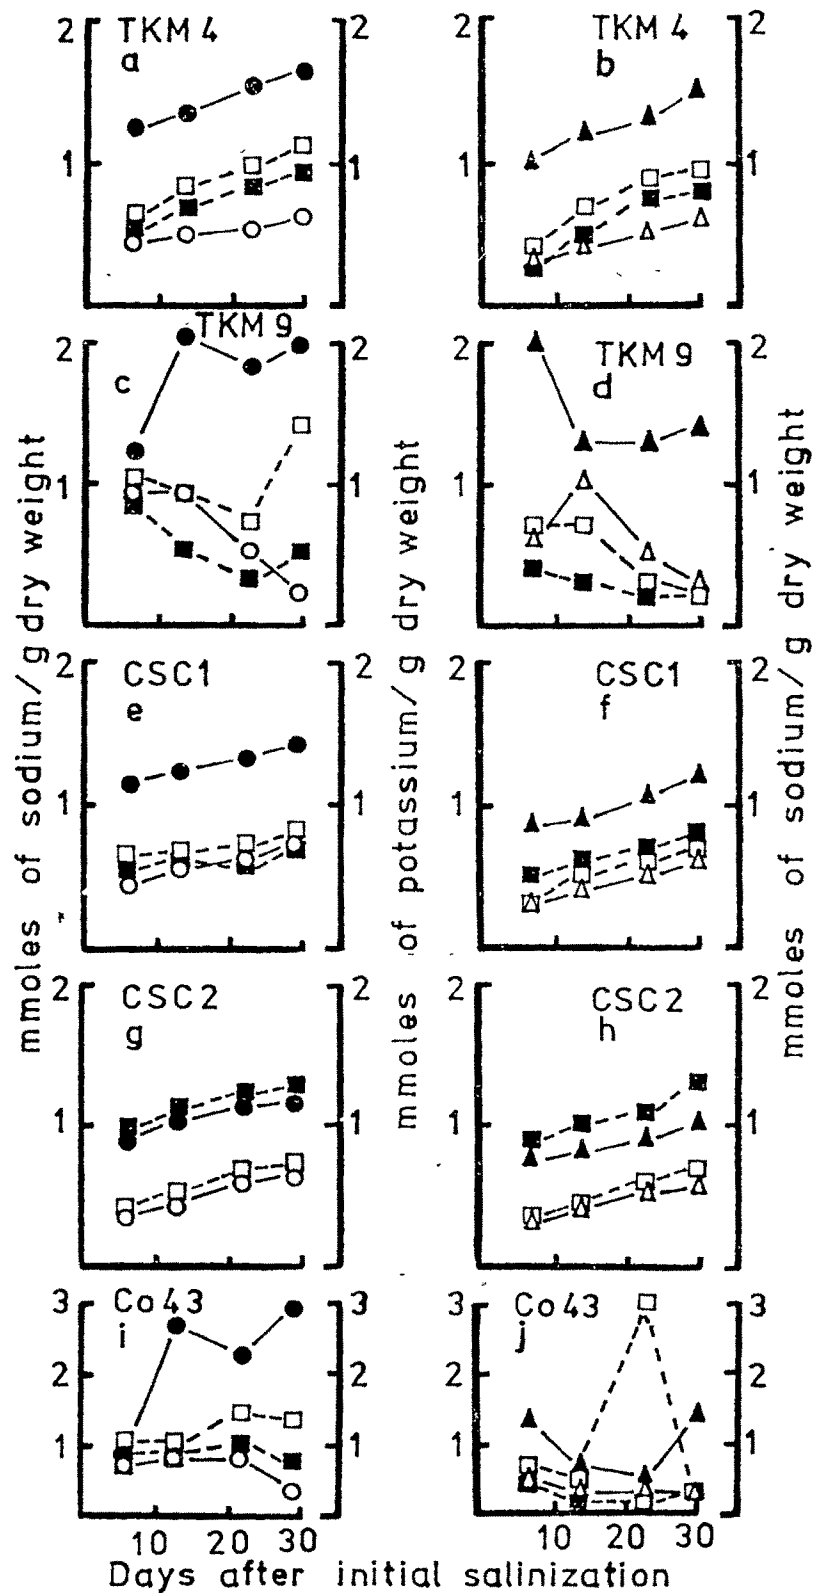 2 TKM 4 2 2 TKM 4 2
a b
1 1 1 1
TKM 9
2 2 2 TKM 9 2
c d
1 1 1 1
2 CSC1 2 2 CSC1 2
e f
1 1 1 1
2 CSC2 2 2 CSC2 2
g h
1 1 1 1
3 Co 43 3 3 Co 43 3
i j
2 2 2 2
1 1 1 1
10 20 30 10 20 30
Days after initial salinization
mmoles of sodium/g dry weight
mmoles of potassium/g dry weight
mmoles of sodium/g dry weight